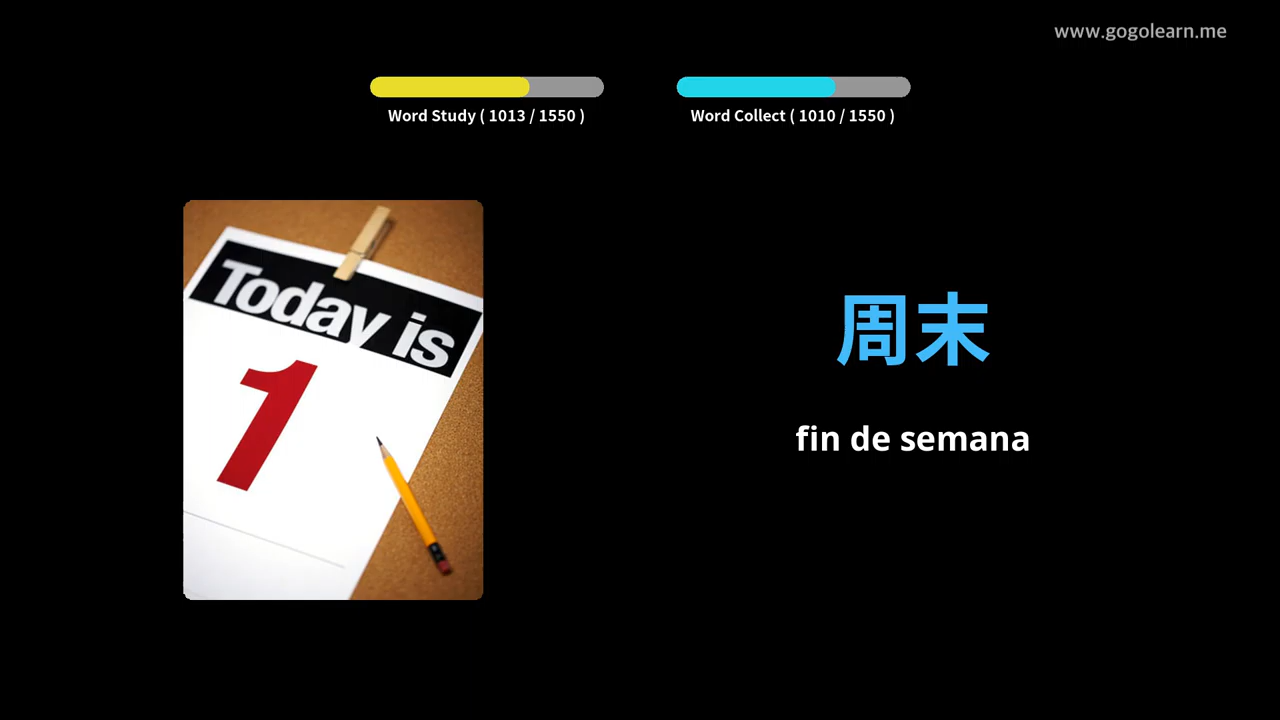 www.gogolearn.me
Word Study ( 1013 / 1550 )
Word Collect ( 1010 / 1550 )
Today is
1
周末
fin de semana